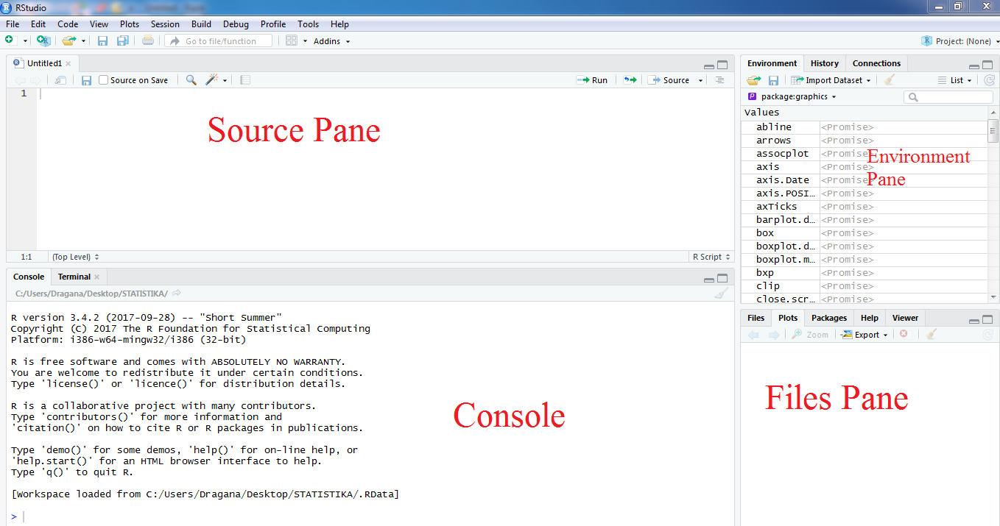 RStudio
File Edit Code View Plots Session Build Debug Profile Tools Help
Go to file/function Addins Project: (None)
Untitled1
Source on Save Run Source
1
Source Pane
1:1 (Top Level) R Script
Environment History Connections
Import Dataset List
package:graphics
Values
abline <Promise>
arrows <Promise>
assocplot <Promise>
axis <Promise>
axis.Date <Promise>
axis.POSI… <Promise>
axTicks <Promise>
barplot.d… <Promise>
box <Promise>
boxplot.d… <Promise>
boxplot.m… <Promise>
bxp <Promise>
clip <Promise>
close.scr… <Promise>
Environment
Pane
Console Terminal
C:/Users/Dragana/Desktop/STATISTIKA/
R version 3.4.2 (2017-09-28) -- "Short Summer"
Copyright (C) 2017 The R Foundation for Statistical Computing
Platform: i386-w64-mingw32/i386 (32-bit)
R is free software and comes with ABSOLUTELY NO WARRANTY.
You are welcome to redistribute it under certain conditions.
Type 'license()' or 'licence()' for distribution details.
R is a collaborative project with many contributors.
Type 'contributors()' for more information and
'citation()' on how to cite R or R packages in publications.
Type 'demo()' for some demos, 'help()' for on-line help, or
'help.start()' for an HTML browser interface to help.
Type 'q()' to quit R.
[Workspace loaded from C:/Users/Dragana/Desktop/STATISTIKA/.RData]
>
Console
Files Plots Packages Help Viewer
Zoom Export
Files Pane